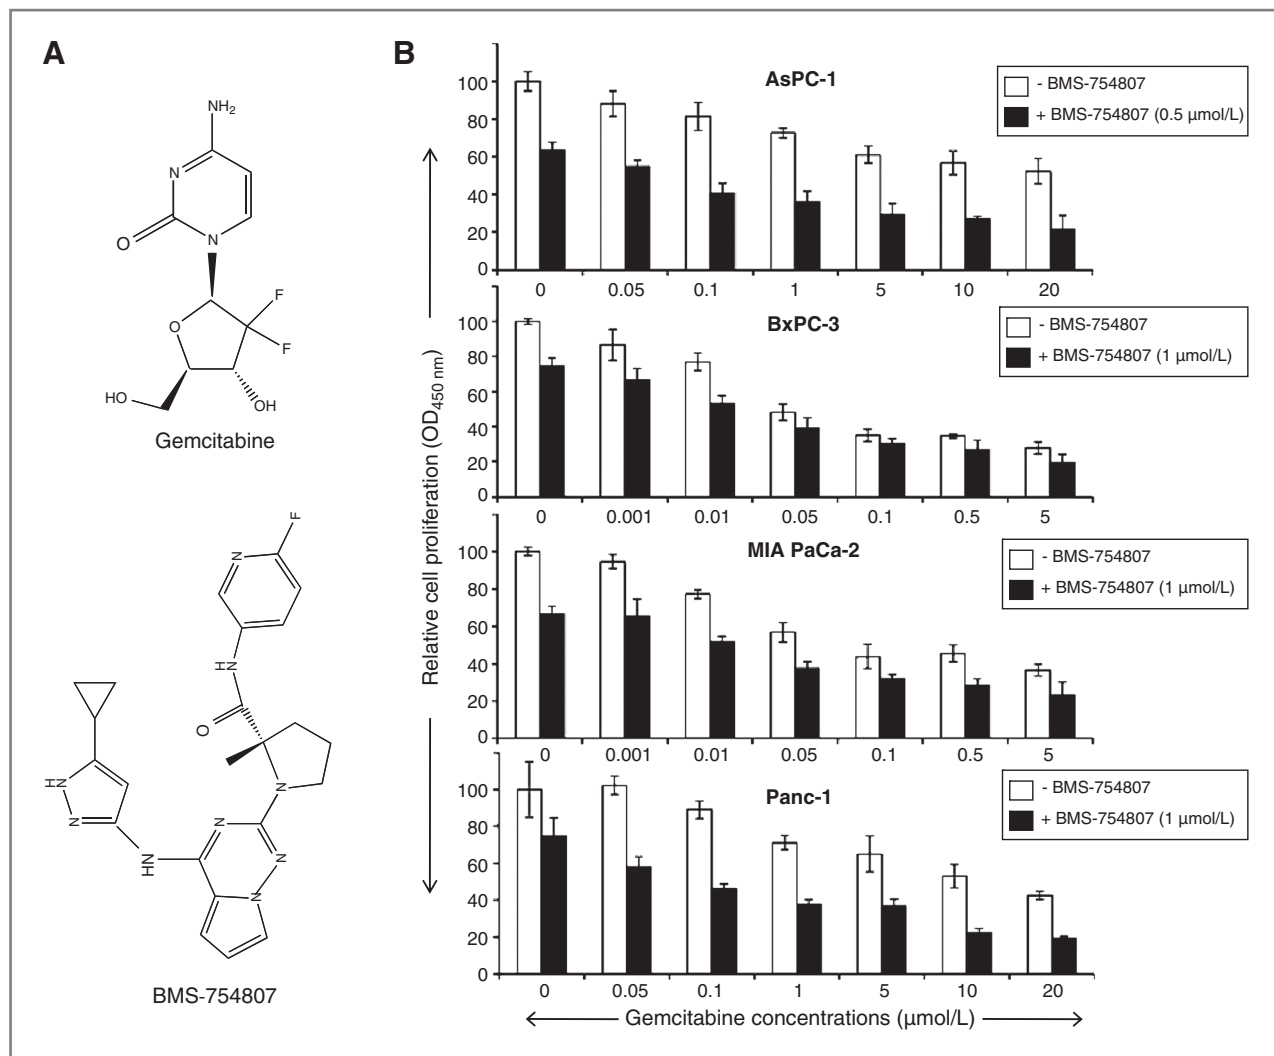 A
NH₂
N
O
N
F
O
F
HO
OH
Gemcitabine
F
N
HN
O
HN
N
N
N
N
HN
N
BMS-754807
B
Relative cell proliferation (OD450 nm)
AsPC-1
- BMS-754807
+ BMS-754807 (0.5 µmol/L)
100
80
60
40
20
0
0 0.05 0.1 1 5 10 20
BxPC-3
- BMS-754807
+ BMS-754807 (1 µmol/L)
100
80
60
40
20
0
0 0.001 0.01 0.05 0.1 0.5 5
MIA PaCa-2
- BMS-754807
+ BMS-754807 (1 µmol/L)
100
80
60
40
20
0
0 0.001 0.01 0.05 0.1 0.5 5
Panc-1
- BMS-754807
+ BMS-754807 (1 µmol/L)
100
80
60
40
20
0
0 0.05 0.1 1 5 10 20
Gemcitabine concentrations (µmol/L)